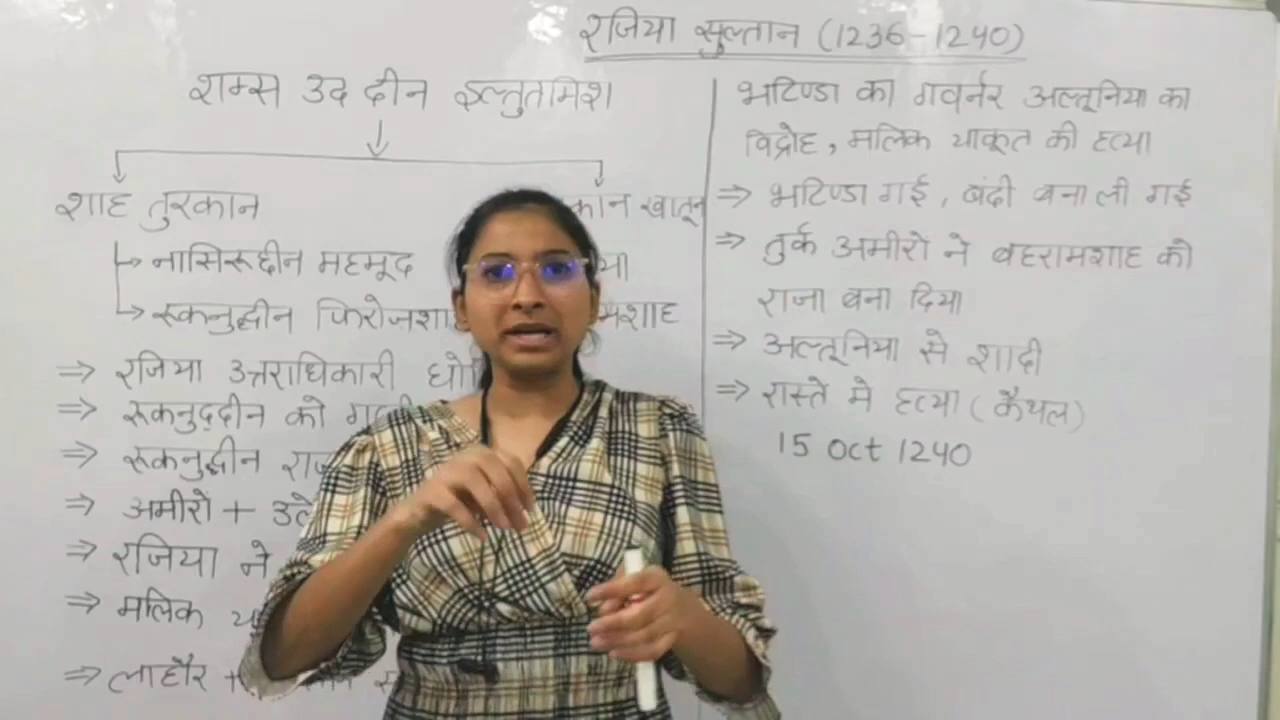 रजिया सुल्तान (1236-1240)
शम्स उद दीन इल्तुतमिश
शाह तुरकान
खातून
नासिरूद्दीन महमूद
रूकनुद्दीन फिरोजशा
मशाह
⇒ रजिया उत्तराधिकारी
⇒ रूकनुद्दीन को
⇒ रूकनुद्दीन
⇒ अमीरो +
⇒ रजिया ने
⇒ मलिक
⇒ लाहौर +
भटिण्डा का गवर्नर अल्तूनिया का
विद्रोह, मलिक याकूत की हत्या
⇒ भटिण्डा गई, बंदी बना ली गई
⇒ तुर्क अमीरो ने बहरामशाह को
राजा बना दिया
⇒ अल्तूनिया से शादी
⇒ रास्ते मे हत्या (कैथल)
15 Oct 1240